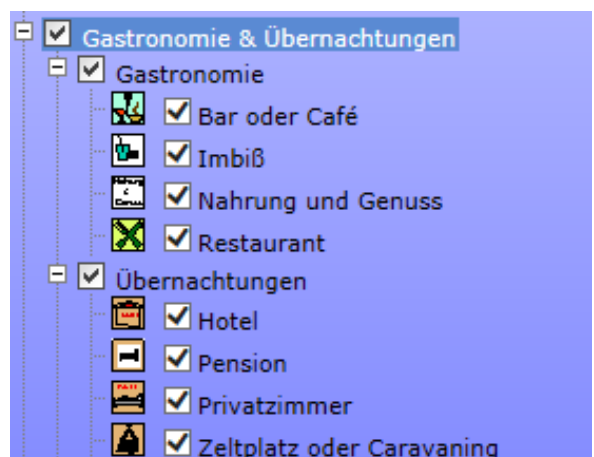 Gastronomie & Übernachtungen
Gastronomie
Bar oder Café
Imbiß
Nahrung und Genuss
Restaurant
Übernachtungen
Hotel
Pension
Privatzimmer
Zeltplatz oder Caravaning